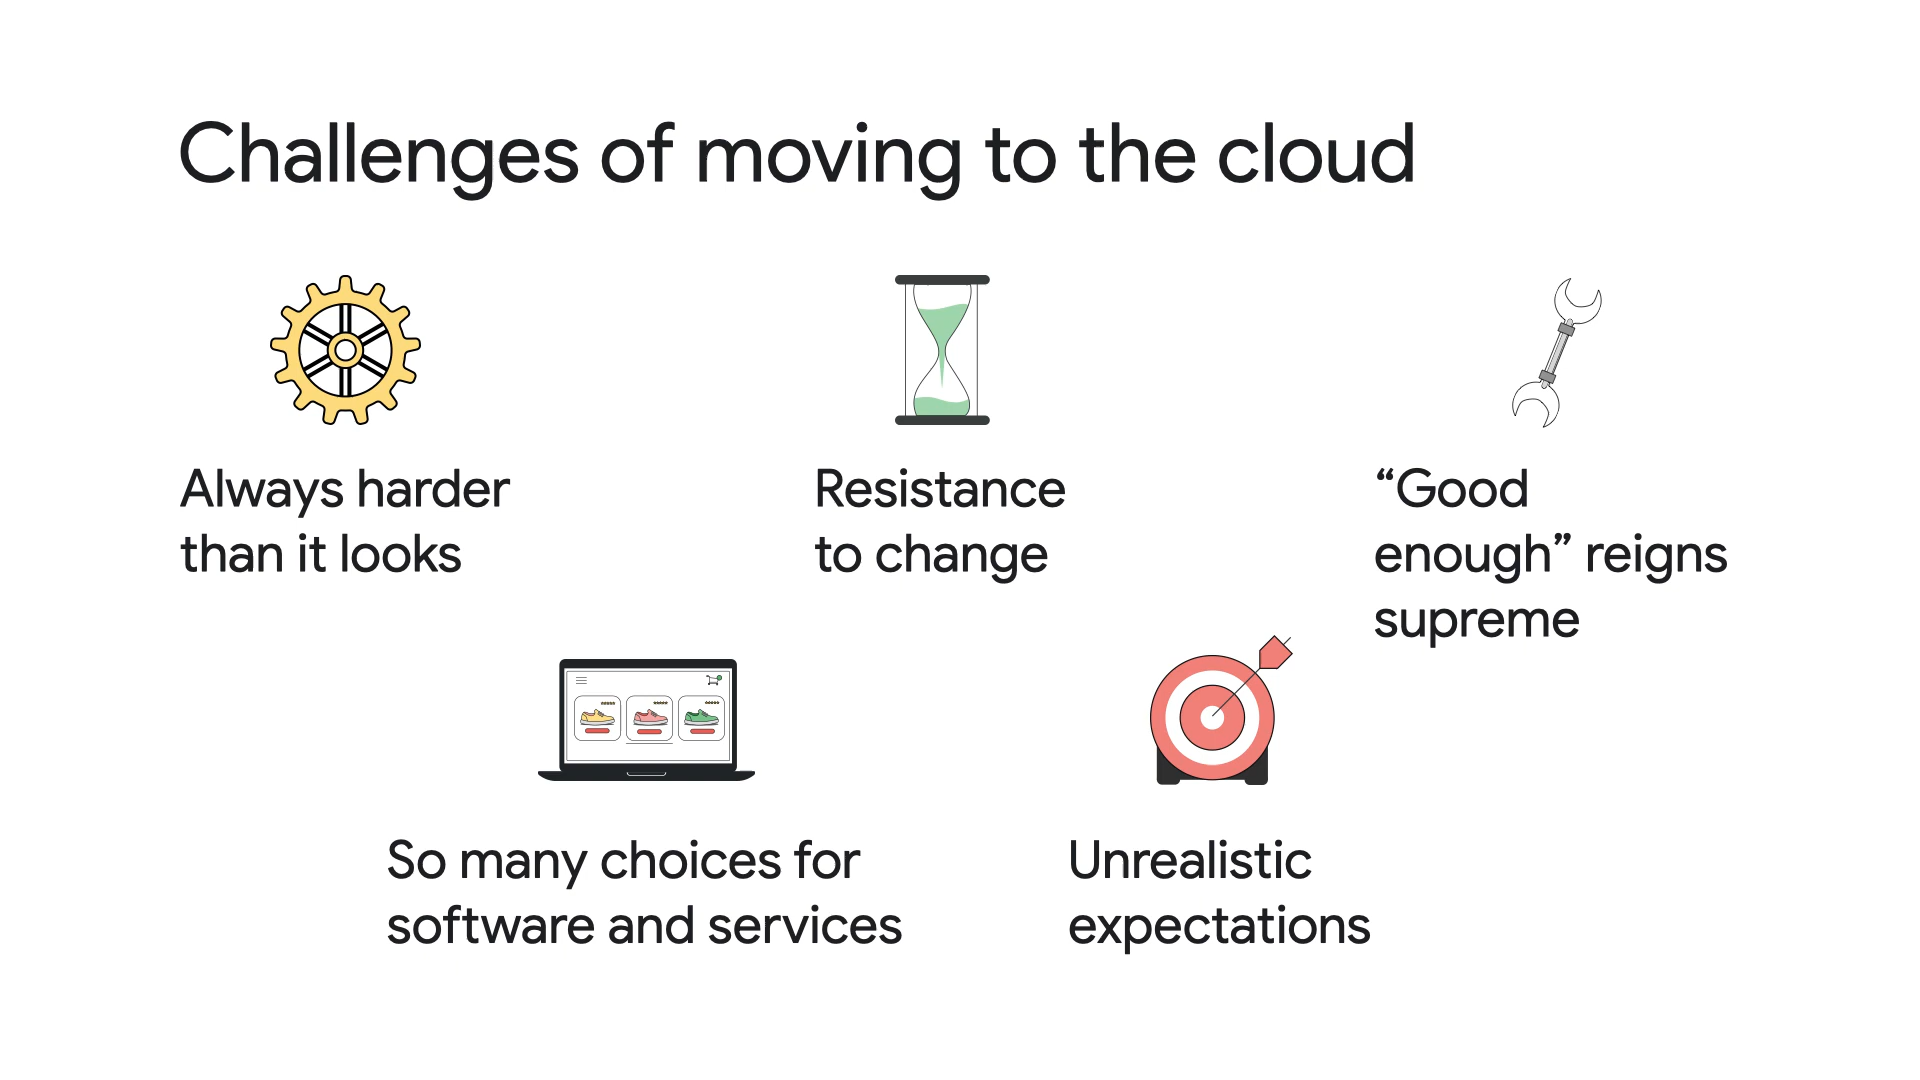 Challenges of moving to the cloud
Always harder
than it looks
Resistance
to change
“Good
enough” reigns
supreme
So many choices for
software and services
Unrealistic
expectations